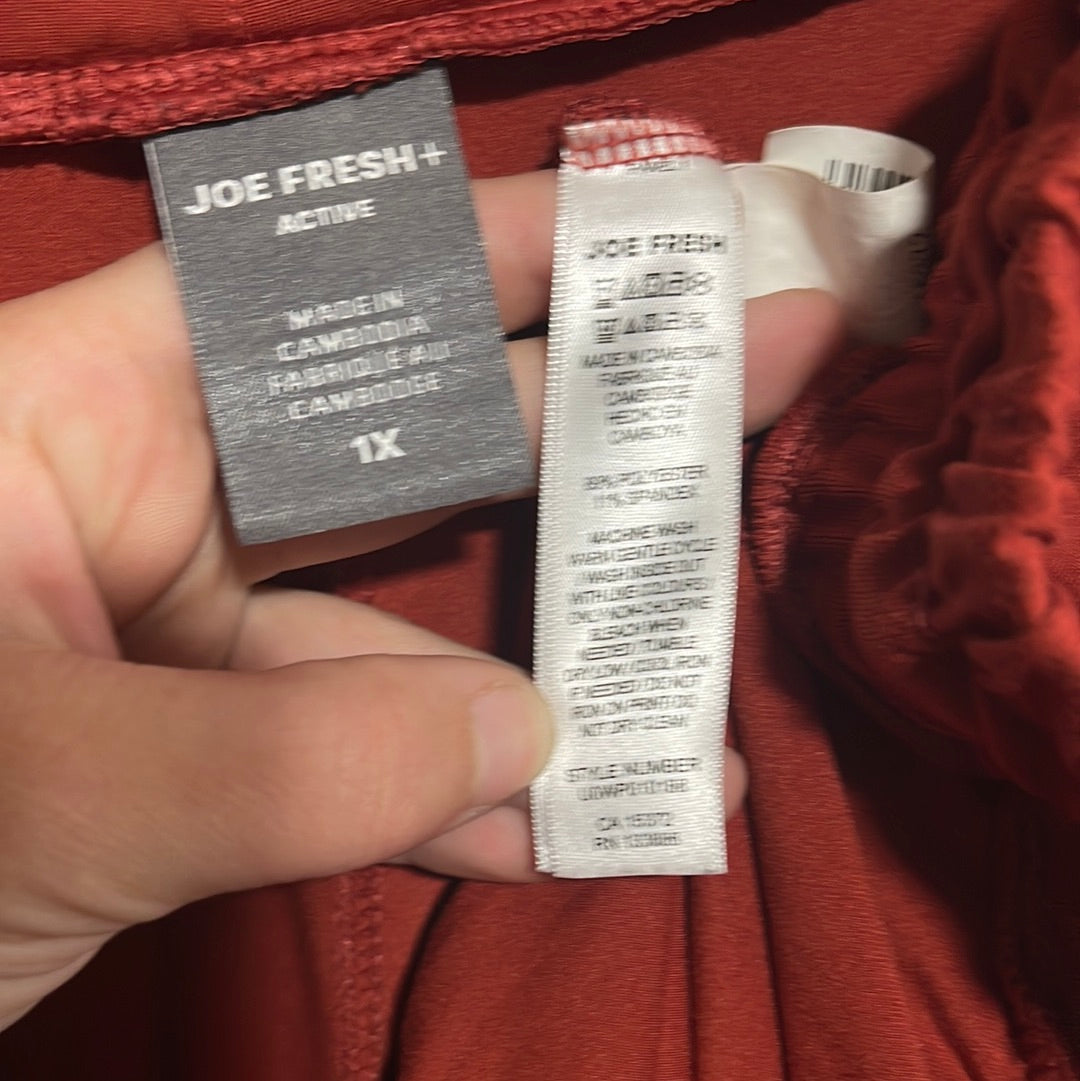 JOE FRESH+
ACTIVE
MADE IN
CAMBODIA
FABRIQUÉ AU
CAMBODGE
1X
JOE FRESH
MADE IN CAMBODIA
FABRIQUÉ AU
CAMBODGE
HECHO EN
CAMBOYA
89% POLYESTER
11% SPANDEX
MACHINE WASH
WARM GENTLE CYCLE
/ WASH INSIDE OUT
WITH LIKE COLOURS /
ONLY NON-CHLORINE
BLEACH WHEN
NEEDED / TUMBLE
DRY LOW / COOL IRON
IF NEEDED / DO NOT
IRON ON PRINT / DO
NOT DRY CLEAN
STYLE NUMBER
CA 15572